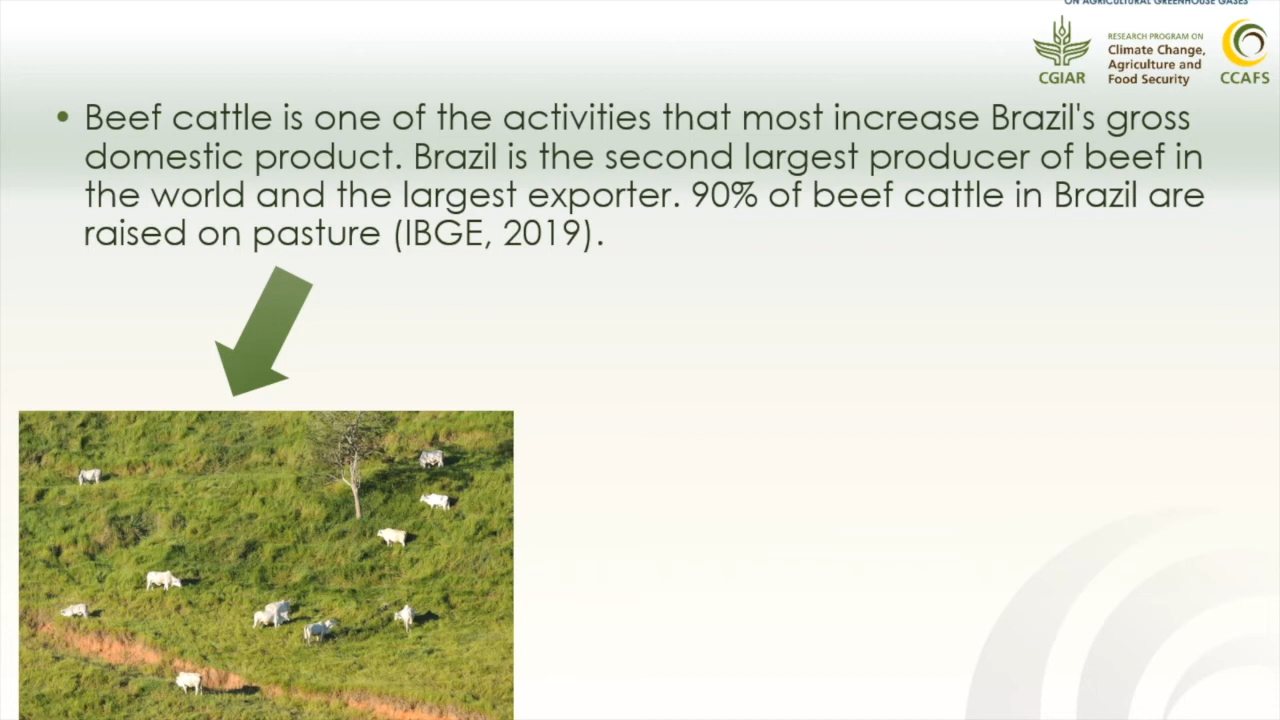 ON AGRICULTURAL GREENHOUSE GASES
CGIAR
RESEARCH PROGRAM ON
Climate Change,
Agriculture and
Food Security
CCAFS
• Beef cattle is one of the activities that most increase Brazil's gross
domestic product. Brazil is the second largest producer of beef in
the world and the largest exporter. 90% of beef cattle in Brazil are
raised on pasture (IBGE, 2019).